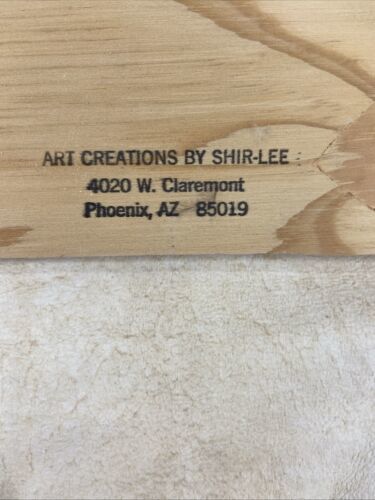 ART CREATIONS BY SHIR-LEE
4020 W. Claremont
Phoenix, AZ 85019